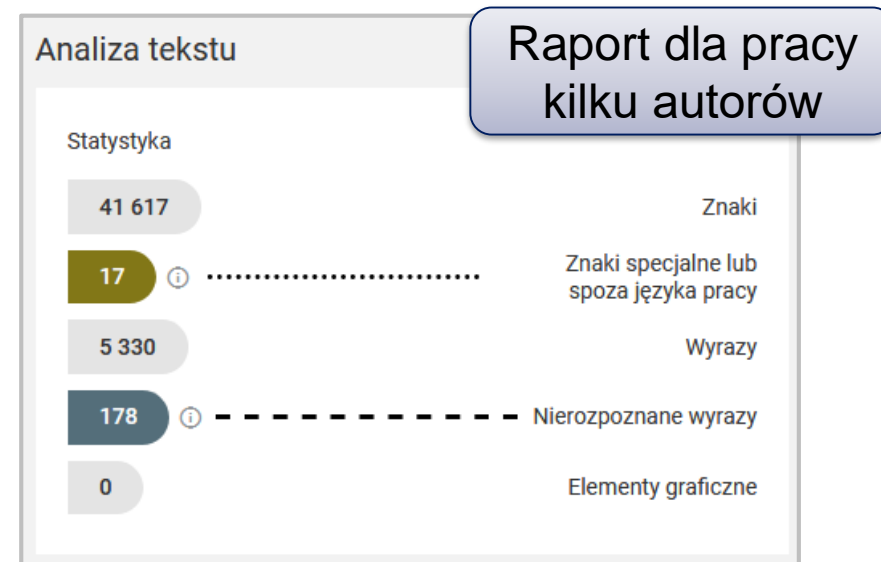 Analiza tekstu
Raport dla pracy
kilku autorów
Statystyka
41 617 Znaki
17 Znaki specjalne lub
spoza języka pracy
5 330 Wyrazy
178 Nierozpoznane wyrazy
0 Elementy graficzne